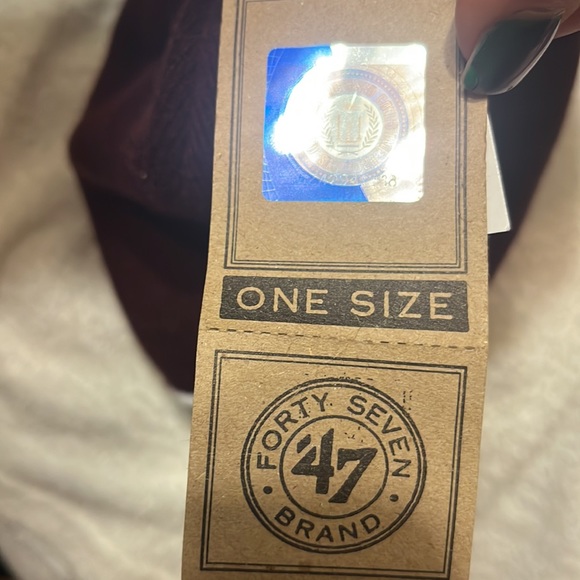 ONE SIZE
FORTY SEVEN
'47
BRAND